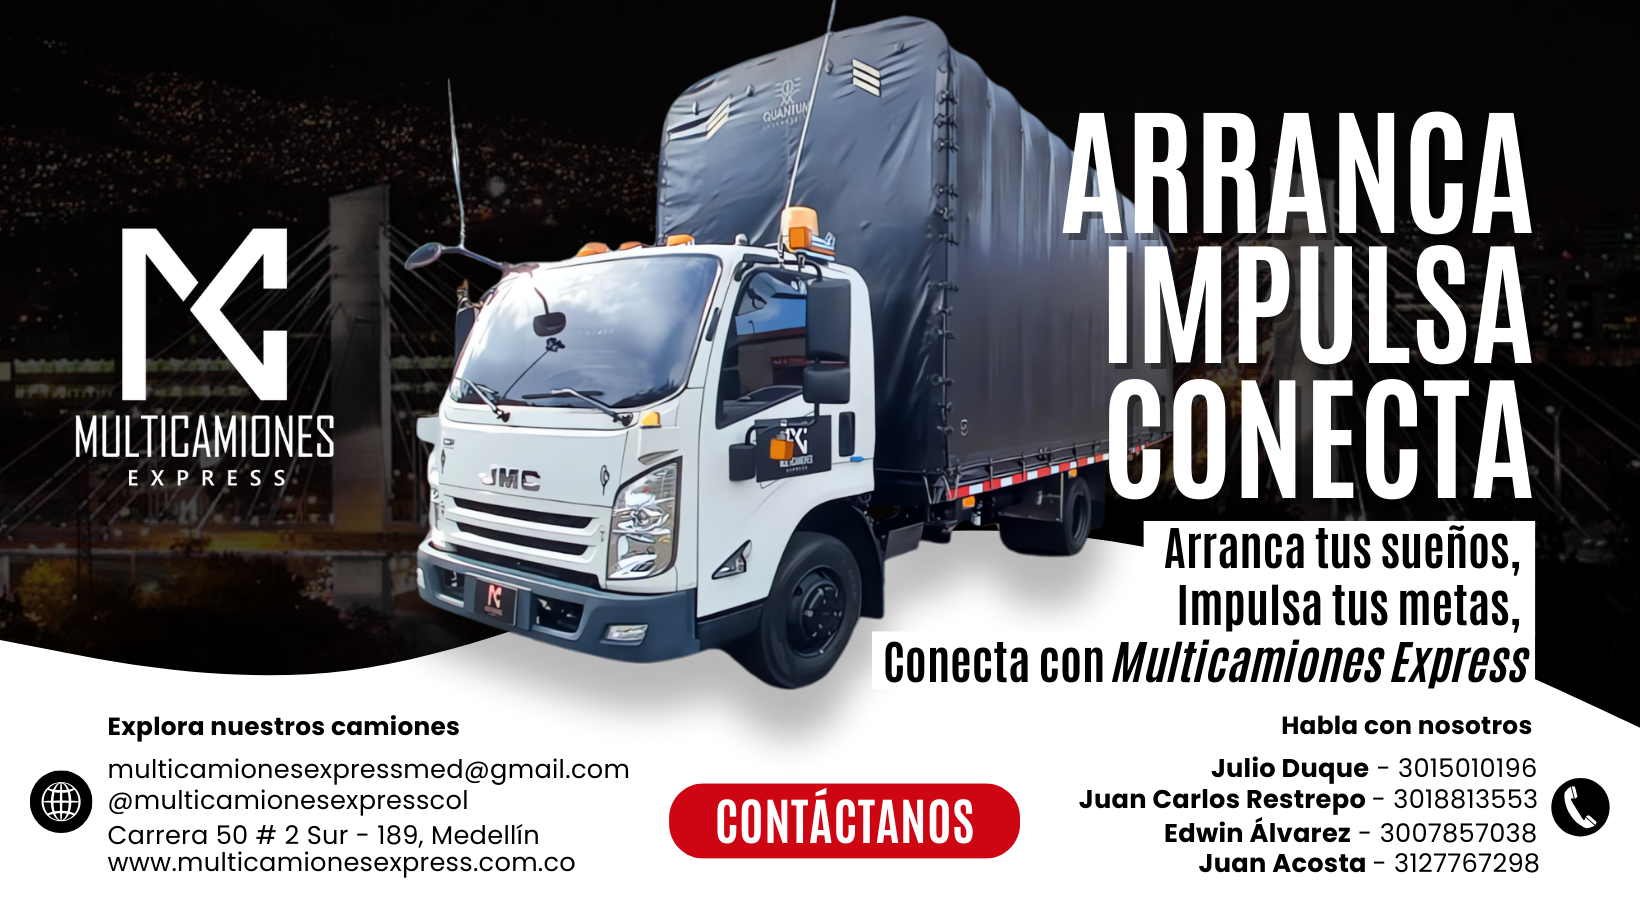 QUANTUM
ARRANCA
IMPULSA
CONECTA
MULTICAMIONES
EXPRESS
JMC
Arranca tus sueños,
Impulsa tus metas,
Conecta con Multicamiones Express
Explora nuestros camiones
multicamionesexpressmed@gmail.com
@multicamionesexpresscol
Carrera 50 # 2 Sur - 189, Medellín
www.multicamionesexpress.com.co
CONTÁCTANOS
Habla con nosotros
Julio Duque - 3015010196
Juan Carlos Restrepo - 3018813553
Edwin Álvarez - 3007857038
Juan Acosta - 3127767298